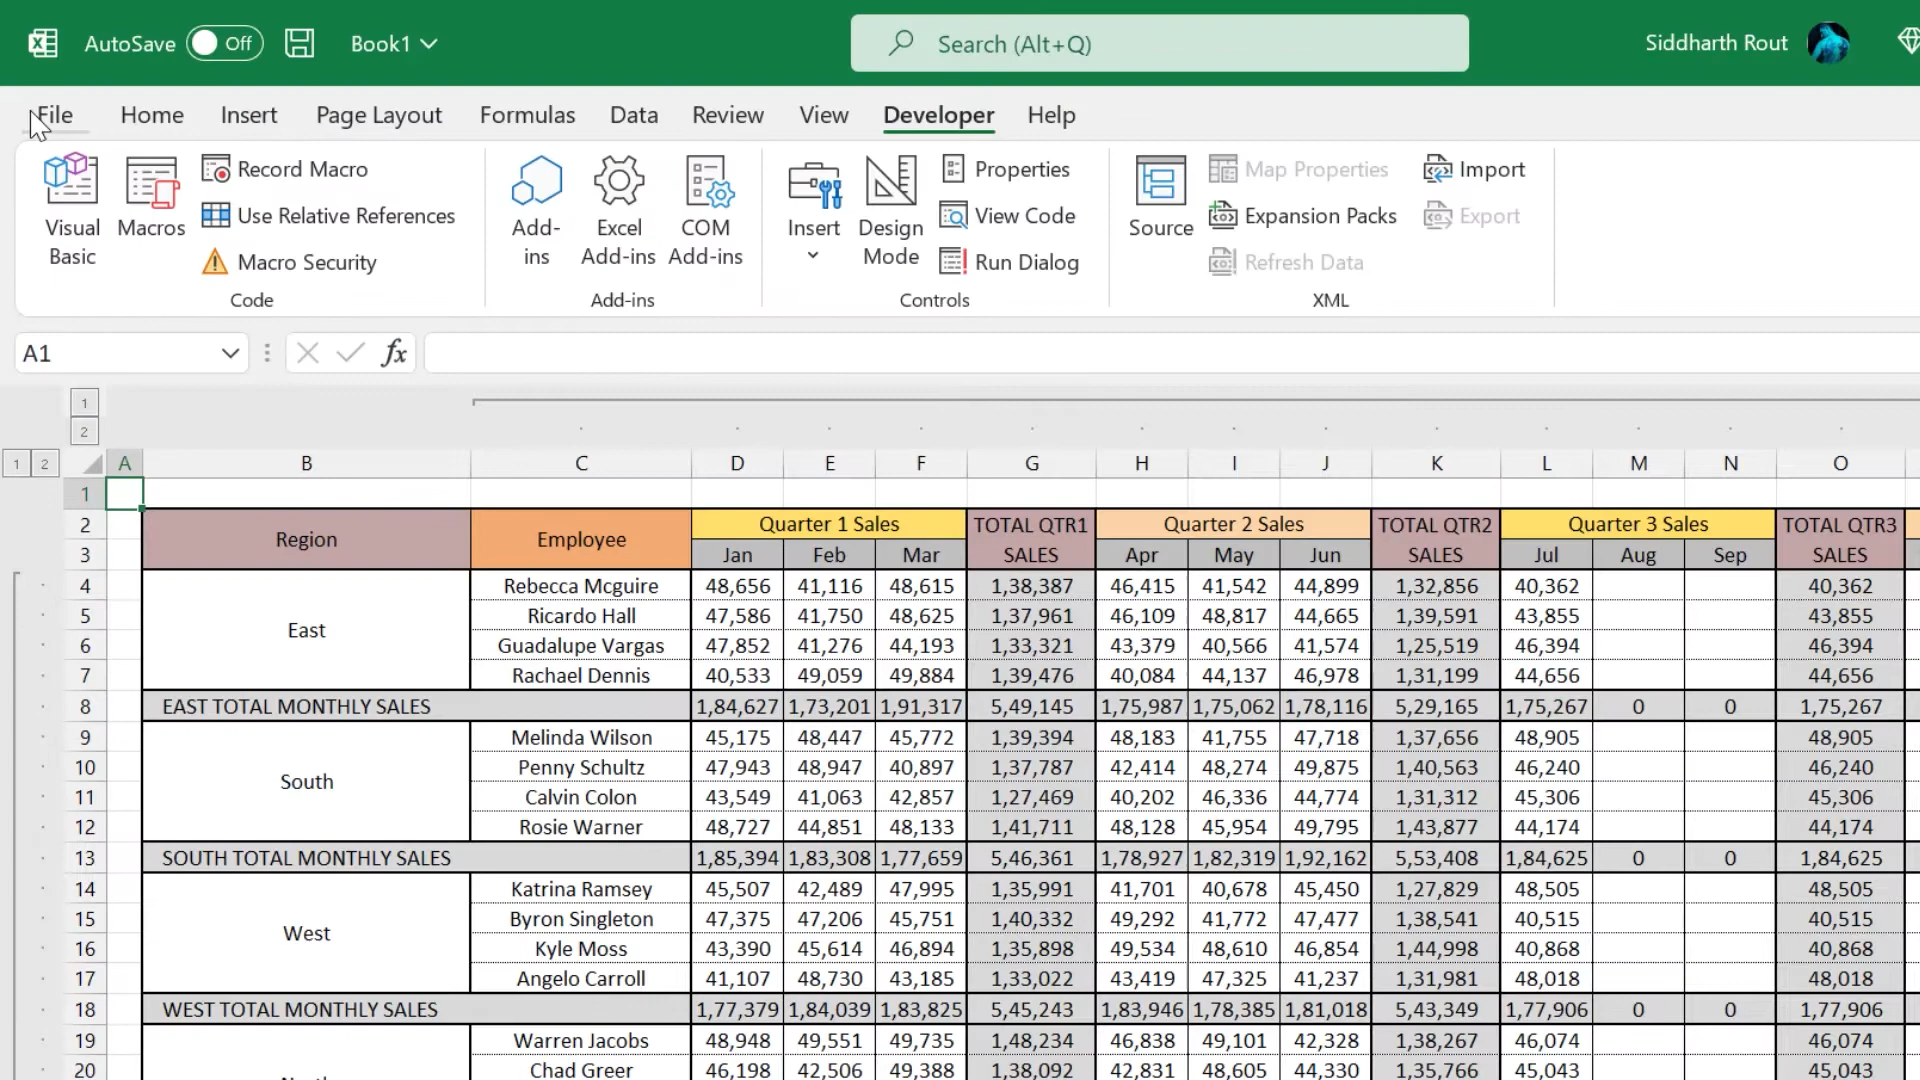 AutoSave Off Book1 Search (Alt+Q) Siddharth Rout
File Home Insert Page Layout Formulas Data Review View Developer Help
Visual Basic Macros Record Macro Use Relative References Macro Security Code
Add-ins Excel Add-ins COM Add-ins Add-ins
Insert Design Mode Properties View Code Run Dialog Controls
Source Map Properties Expansion Packs Refresh Data Import Export XML
A1 fx
1
2
1 2 A B C D E F G H I J K L M N O
1
2 Region Employee Quarter 1 Sales TOTAL QTR1 Quarter 2 Sales TOTAL QTR2 Quarter 3 Sales TOTAL QTR3
3 Jan Feb Mar SALES Apr May Jun SALES Jul Aug Sep SALES
4 Rebecca Mcguire 48,656 41,116 48,615 1,38,387 46,415 41,542 44,899 1,32,856 40,362 40,362
5 East Ricardo Hall 47,586 41,750 48,625 1,37,961 46,109 48,817 44,665 1,39,591 43,855 43,855
6 Guadalupe Vargas 47,852 41,276 44,193 1,33,321 43,379 40,566 41,574 1,25,519 46,394 46,394
7 Rachael Dennis 40,533 49,059 49,884 1,39,476 40,084 44,137 46,978 1,31,199 44,656 44,656
8 EAST TOTAL MONTHLY SALES 1,84,627 1,73,201 1,91,317 5,49,145 1,75,987 1,75,062 1,78,116 5,29,165 1,75,267 0 0 1,75,267
9 Melinda Wilson 45,175 48,447 45,772 1,39,394 48,183 41,755 47,718 1,37,656 48,905 48,905
10 South Penny Schultz 47,943 48,947 40,897 1,37,787 42,414 48,274 49,875 1,40,563 46,240 46,240
11 Calvin Colon 43,549 41,063 42,857 1,27,469 40,202 46,336 44,774 1,31,312 45,306 45,306
12 Rosie Warner 48,727 44,851 48,133 1,41,711 48,128 45,954 49,795 1,43,877 44,174 44,174
13 SOUTH TOTAL MONTHLY SALES 1,85,394 1,83,308 1,77,659 5,46,361 1,78,927 1,82,319 1,92,162 5,53,408 1,84,625 0 0 1,84,625
14 Katrina Ramsey 45,507 42,489 47,995 1,35,991 41,701 40,678 45,450 1,27,829 48,505 48,505
15 West Byron Singleton 47,375 47,206 45,751 1,40,332 49,292 41,772 47,477 1,38,541 40,515 40,515
16 Kyle Moss 43,390 45,614 46,894 1,35,898 49,534 48,610 46,854 1,44,998 40,868 40,868
17 Angelo Carroll 41,107 48,730 43,185 1,33,022 43,419 47,325 41,237 1,31,981 48,018 48,018
18 WEST TOTAL MONTHLY SALES 1,77,379 1,84,039 1,83,825 5,45,243 1,83,946 1,78,385 1,81,018 5,43,349 1,77,906 0 0 1,77,906
19 Warren Jacobs 48,948 49,551 49,735 1,48,234 46,838 49,101 42,328 1,38,267 46,074 46,074
20 Chad Greer 46,198 42,506 49,388 1,38,092 42,831 48,605 44,330 1,35,766 45,043 45,043